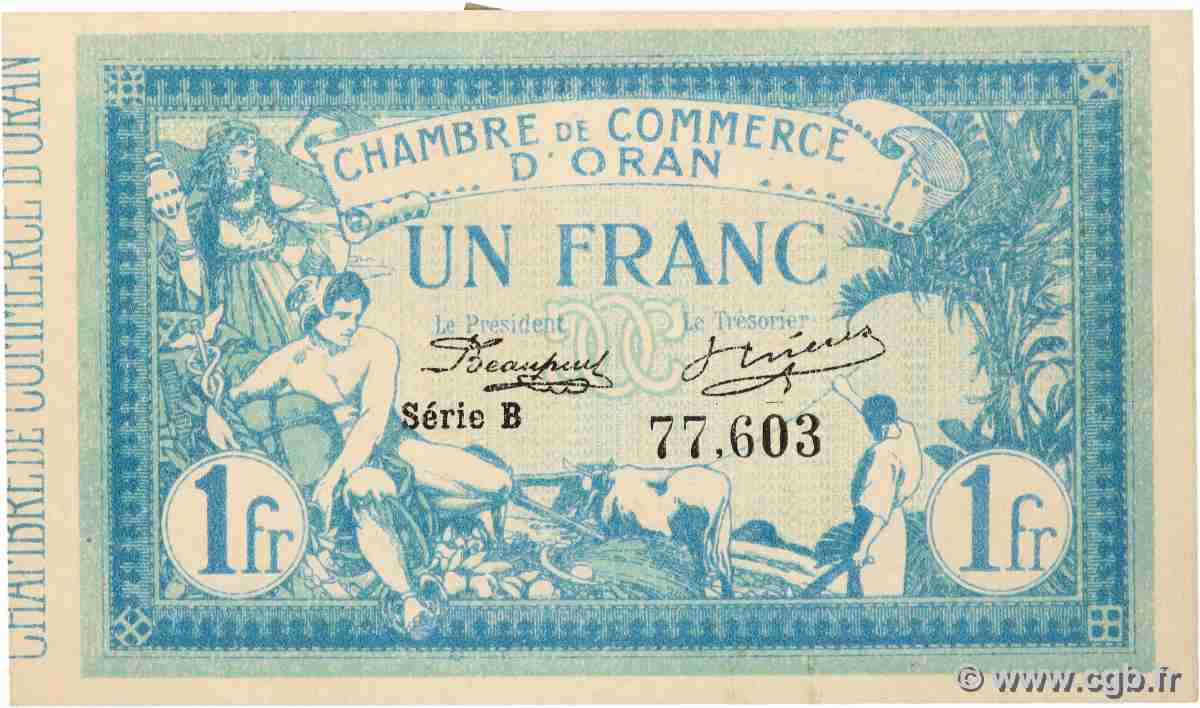 CHAMBRE DE COMMERCE D'ORAN
CHAMBRE DE COMMERCE
D'ORAN
UN FRANC
Le President
Le Trésorier
Série B
77,603
1fr
1fr
© www.cgb.fr